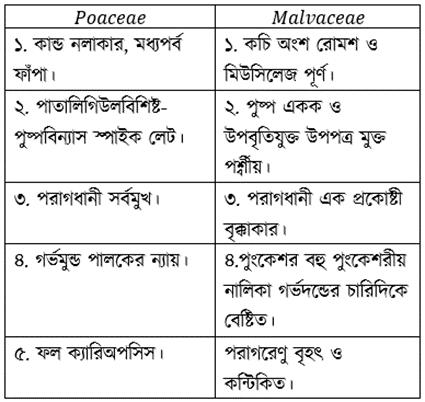 Poaceae Malvaceae
১. কান্ড নলাকার, মধ্যপর্ব
ফাঁপা।
১. কচি অংশ রোমশ ও
মিউসিলেজ পূর্ণ।
২. পাতালিগিউলবিশিষ্ট-
পুষ্পবিন্যাস স্পাইক লেট।
২. পুষ্প একক ও
উপবৃতিযুক্ত উপপত্র মুক্ত
পর্শ্বীয়।
৩. পরাগধানী সর্বমুখ।
৩. পরাগধানী এক প্রকোষ্টী
বৃক্কাকার।
৪. গর্ভমুন্ড পালকের ন্যায়।
৪.পুংকেশর বহু পুংকেশরীয়
নালিকা গর্ভদন্ডের চারিদিকে
বেষ্টিত।
৫. ফল ক্যারিঅপসিস।
পরাগরেণু বৃহৎ ও
কন্টিকিত।